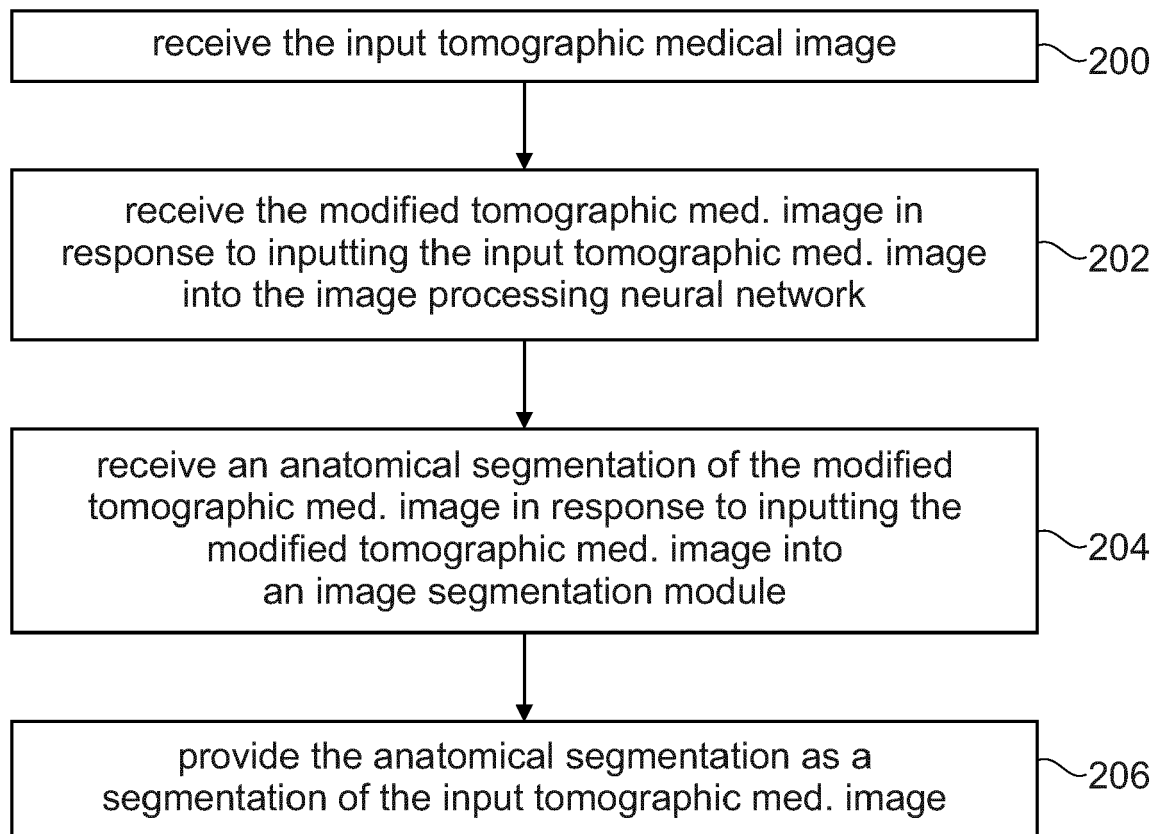 receive the input tomographic medical image
200
receive the modified tomographic med. image in
response to inputting the input tomographic med. image
into the image processing neural network
202
receive an anatomical segmentation of the modified
tomographic med. image in response to inputting the
modified tomographic med. image into
an image segmentation module
204
provide the anatomical segmentation as a
segmentation of the input tomographic med. image
206